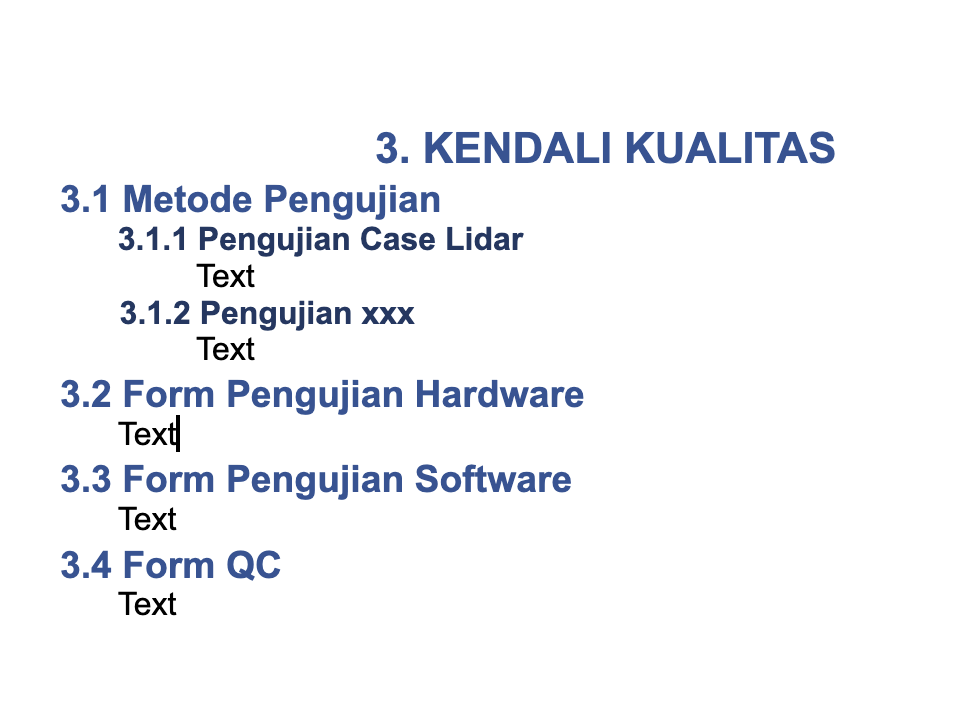 3. KENDALI KUALITAS
3.1 Metode Pengujian
3.1.1 Pengujian Case Lidar
Text
3.1.2 Pengujian xxx
Text
3.2 Form Pengujian Hardware
Text
3.3 Form Pengujian Software
Text
3.4 Form QC
Text